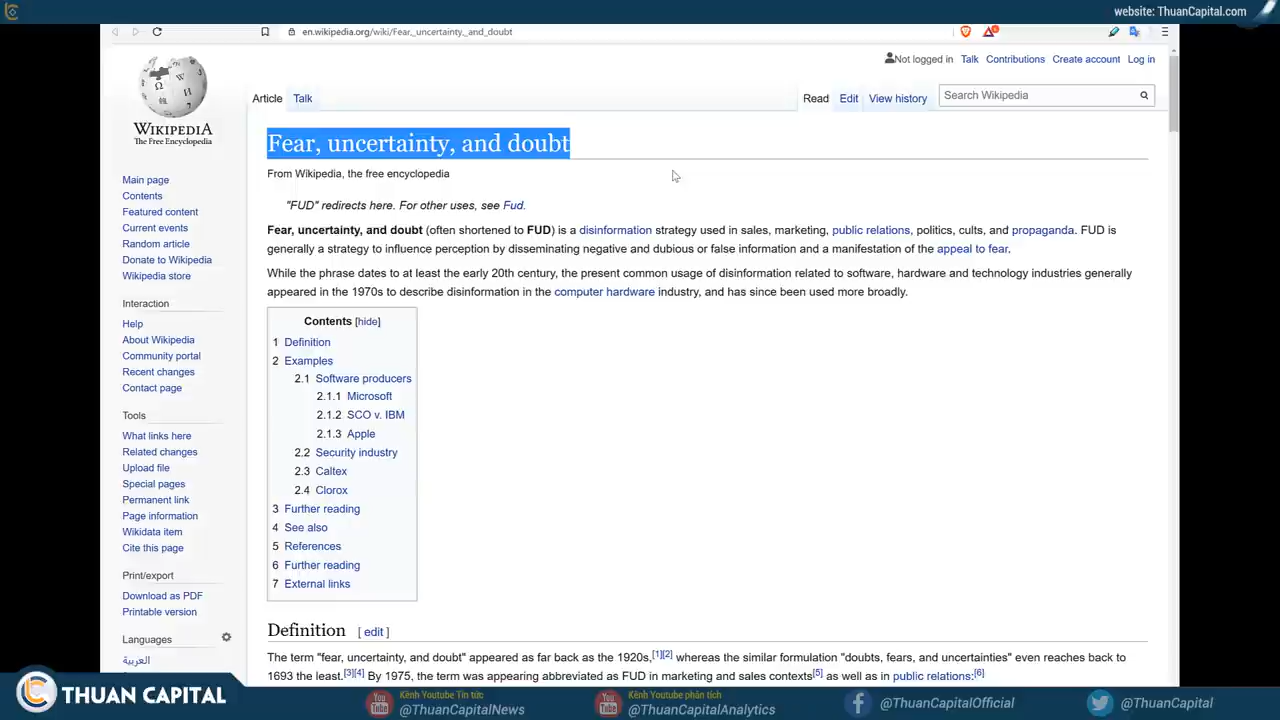 website: ThuanCapital.com
en.wikipedia.org/wiki/Fear,_uncertainty,_and_doubt
Not logged in Talk Contributions Create account Log in
Article Talk Read Edit View history Search Wikipedia
WIKIPEDIA
The Free Encyclopedia
Main page
Contents
Featured content
Current events
Random article
Donate to Wikipedia
Wikipedia store
Interaction
Help
About Wikipedia
Community portal
Recent changes
Contact page
Tools
What links here
Related changes
Upload file
Special pages
Permanent link
Page information
Wikidata item
Cite this page
Print/export
Download as PDF
Printable version
Languages
العربية
Fear, uncertainty, and doubt
From Wikipedia, the free encyclopedia
"FUD" redirects here. For other uses, see Fud.
Fear, uncertainty, and doubt (often shortened to FUD) is a disinformation strategy used in sales, marketing, public relations, politics, cults, and propaganda. FUD is
generally a strategy to influence perception by disseminating negative and dubious or false information and a manifestation of the appeal to fear.
While the phrase dates to at least the early 20th century, the present common usage of disinformation related to software, hardware and technology industries generally
appeared in the 1970s to describe disinformation in the computer hardware industry, and has since been used more broadly.
Contents [hide]
1 Definition
2 Examples
2.1 Software producers
2.1.1 Microsoft
2.1.2 SCO v. IBM
2.1.3 Apple
2.2 Security industry
2.3 Caltex
2.4 Clorox
3 Further reading
4 See also
5 References
6 Further reading
7 External links
Definition [ edit ]
The term "fear, uncertainty, and doubt" appeared as far back as the 1920s,[1][2] whereas the similar formulation "doubts, fears, and uncertainties" even reaches back to
1693 the least.[3][4] By 1975, the term was appearing abbreviated as FUD in marketing and sales contexts[5] as well as in public relations:[6]
THUAN CAPITAL
You Tube
Kênh Youtube Tin tức
@ThuanCapitalNews
You Tube
Kênh Youtube phân tích
@ThuanCapitalAnalytics
@ThuanCapitalOfficial
@ThuanCapital